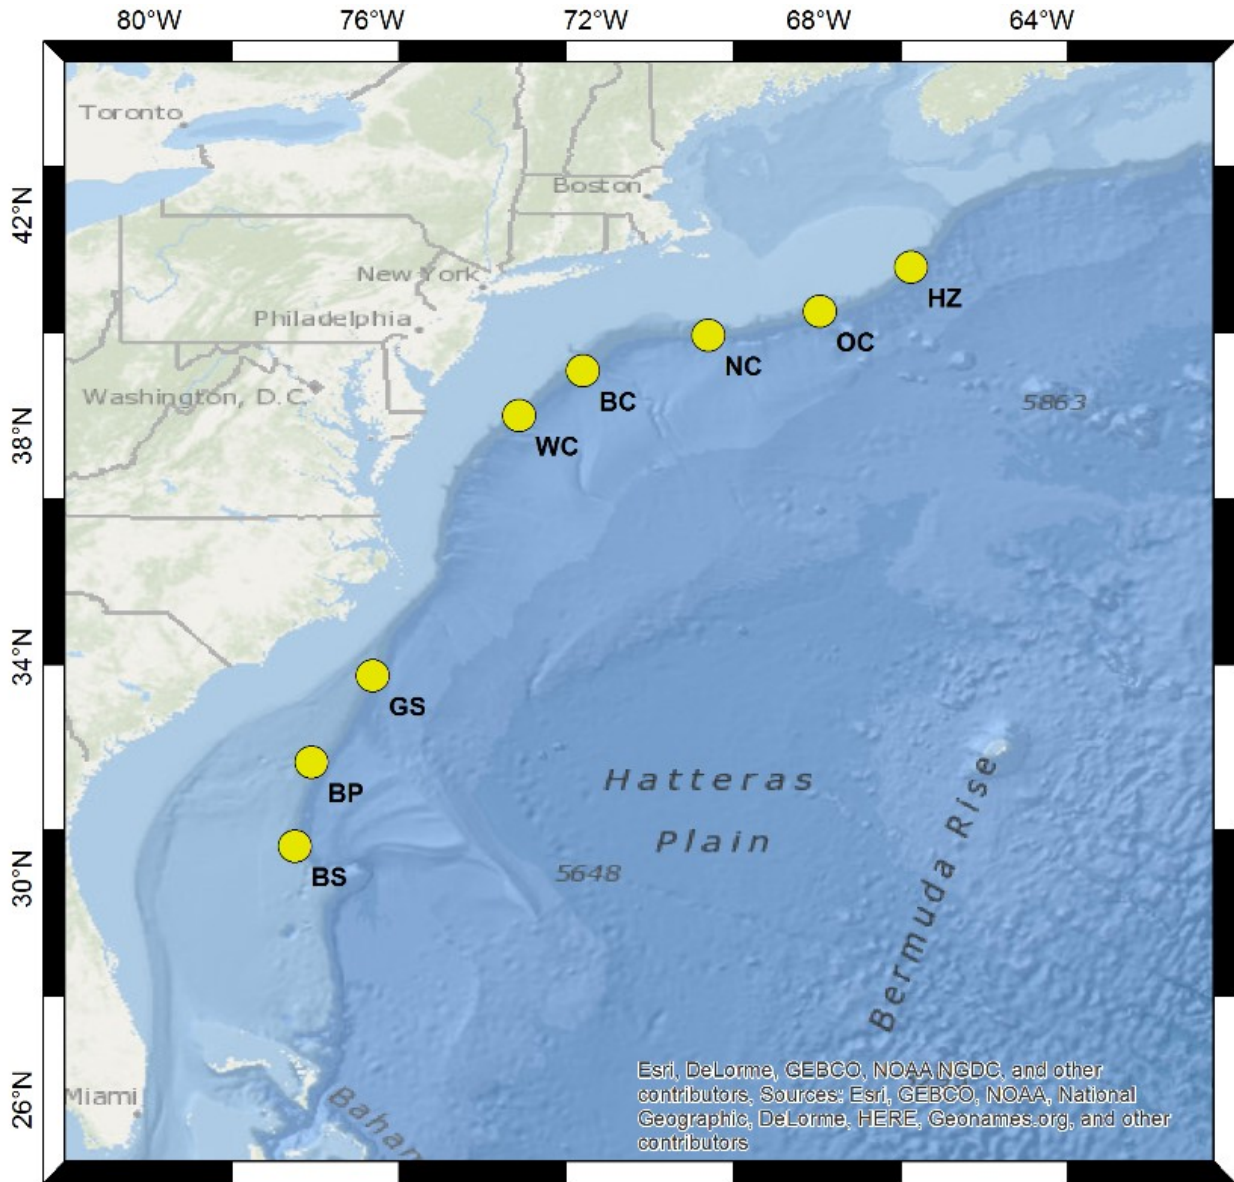 80°W 76°W 72°W 68°W 64°W
Toronto
42°N
Boston
New York
HZ
Philadelphia
OC
NC
Washington, D.C.
BC
5863
38°N
WC
34°N
GS
Hatteras
BP
Plain
Bermuda Rise
30°N
5648
BS
Esri, DeLorme, GEBCO, NOAA NGDC, and other
contributors, Sources: Esri, GEBCO, NOAA, National
Geographic, DeLorme, HERE, Geonames.org, and other
contributors
26°N
Miami
Baham